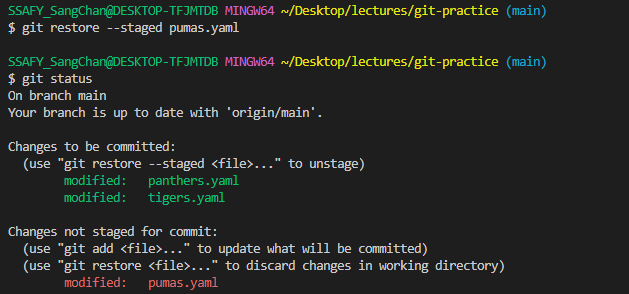 SSAFY_SangChan@DESKTOP-TFJMTDB MINGW64 ~/Desktop/lectures/git-practice (main)
$ git restore --staged pumas.yaml
SSAFY_SangChan@DESKTOP-TFJMTDB MINGW64 ~/Desktop/lectures/git-practice (main)
$ git status
On branch main
Your branch is up to date with 'origin/main'.
Changes to be committed:
  (use "git restore --staged <file>..." to unstage)
        modified:   panthers.yaml
        modified:   tigers.yaml
Changes not staged for commit:
  (use "git add <file>..." to update what will be committed)
  (use "git restore <file>..." to discard changes in working directory)
        modified:   pumas.yaml